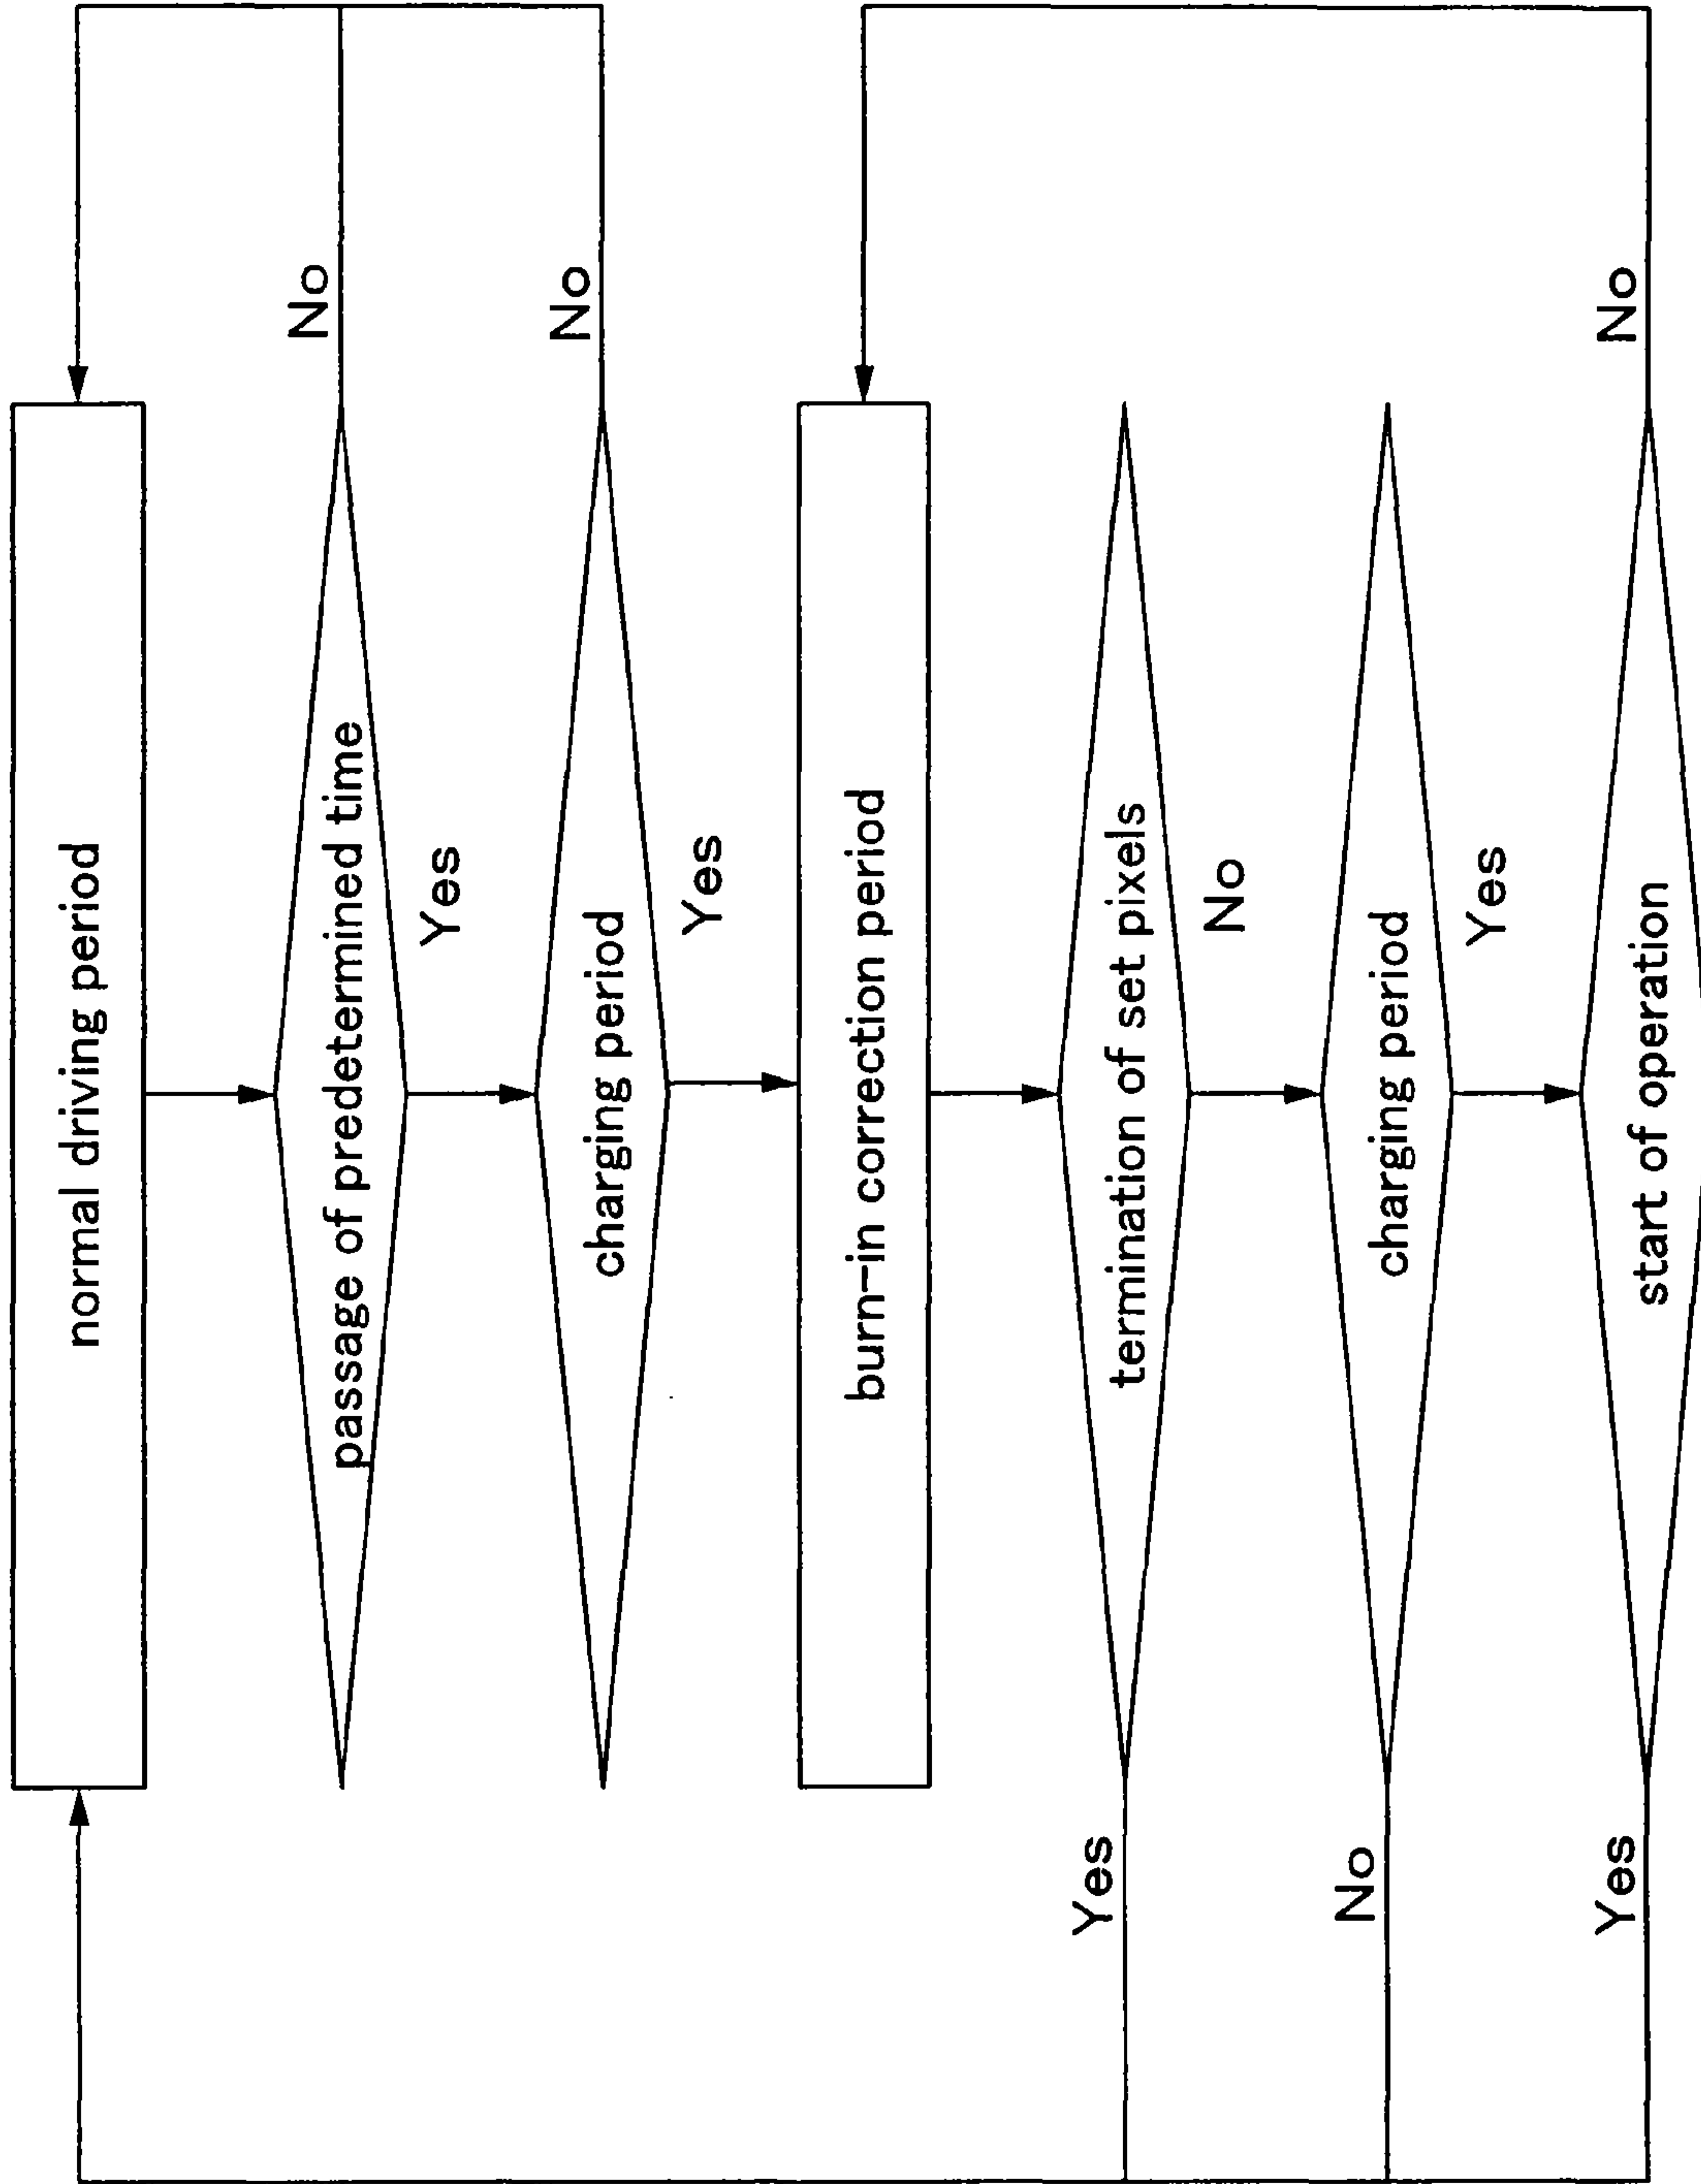 normal driving period
passage of predetermined time
No
Yes
charging period
No
Yes
burn-in correction period
termination of set pixels
Yes
No
charging period
No
Yes
start of operation
Yes
No